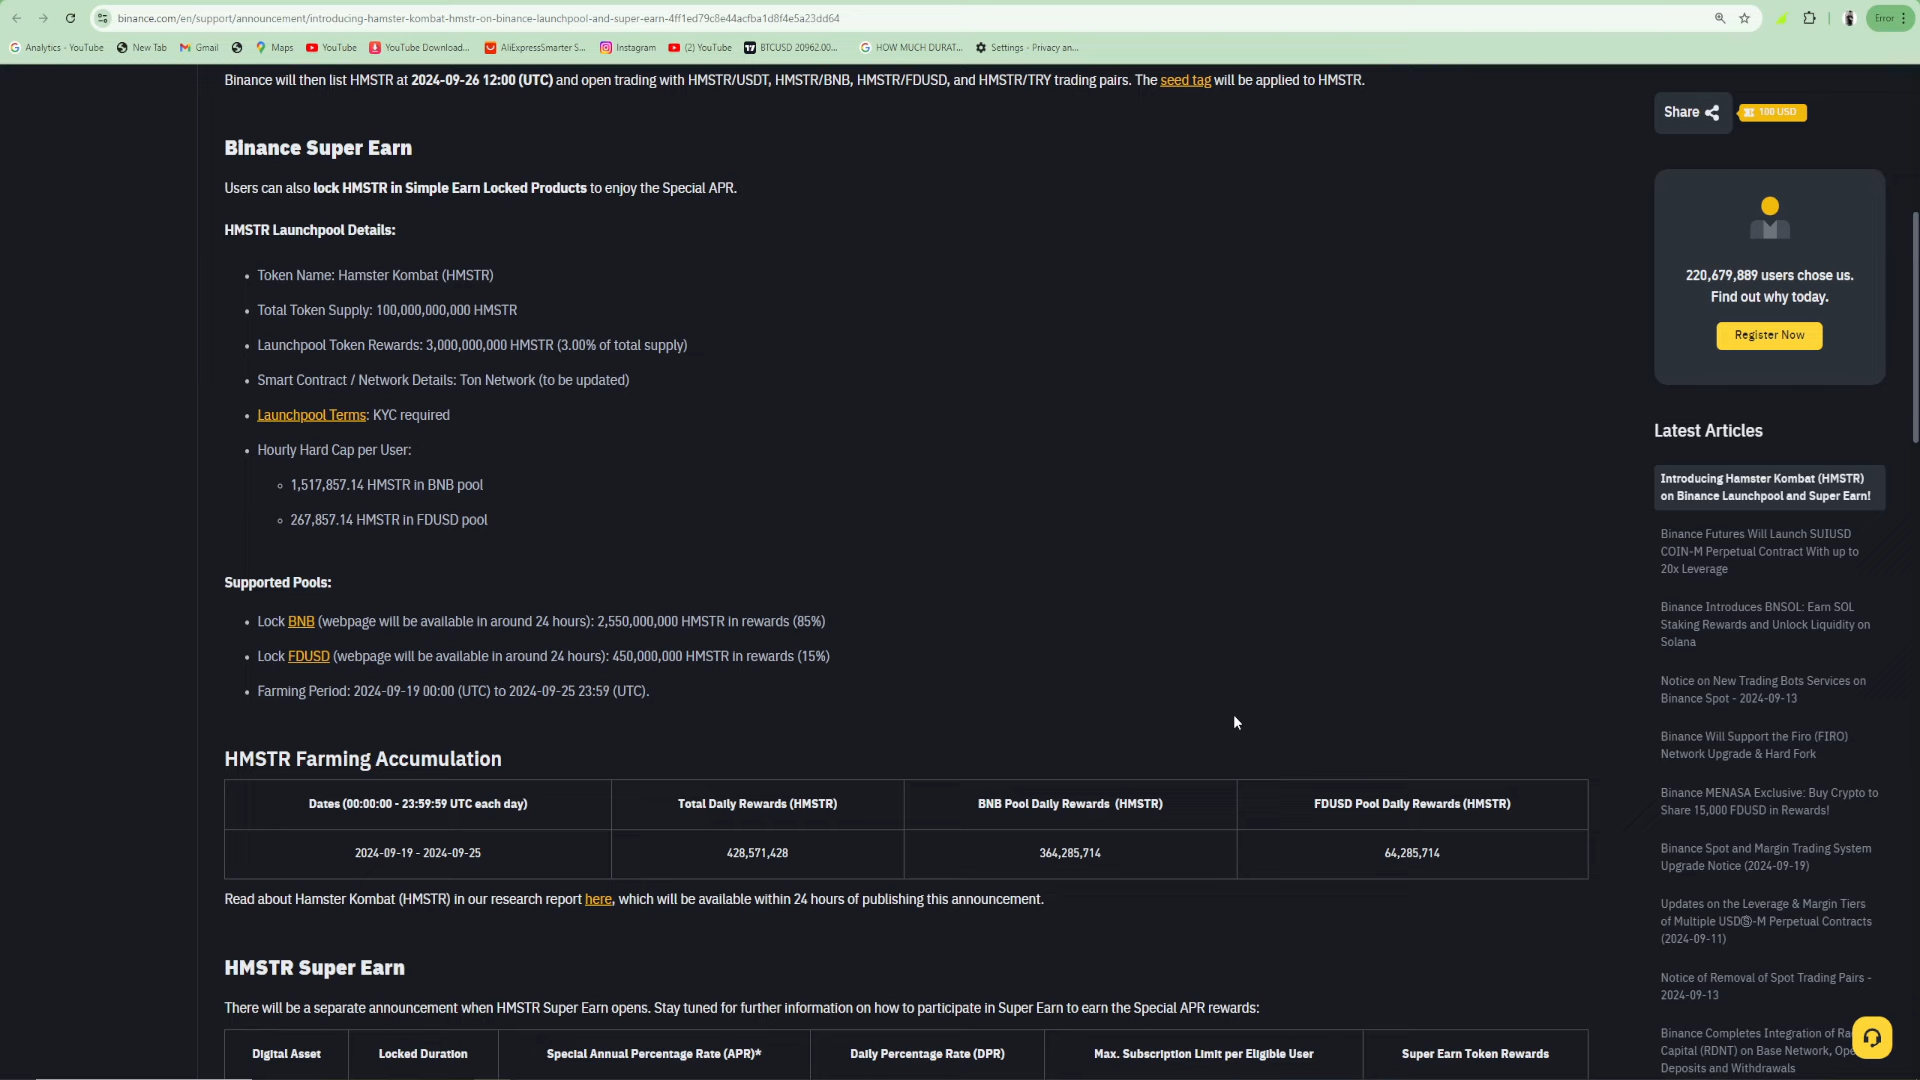 binance.com/en/support/announcement/introducing-hamster-kombat-hmstr-on-binance-launchpool-and-super-earn-4ff1ed79c8e44acfba1d8f4e5a23dd64
Error
Analytics - YouTube
New Tab
Gmail
Maps
YouTube
YouTube Download...
AliExpressSmarter S...
Instagram
(2) YouTube
BTCUSD 20962.00...
HOW MUCH DURAT...
Settings - Privacy an...
Binance will then list HMSTR at 2024-09-26 12:00 (UTC) and open trading with HMSTR/USDT, HMSTR/BNB, HMSTR/FDUSD, and HMSTR/TRY trading pairs. The seed tag will be applied to HMSTR.
Binance Super Earn
Users can also lock HMSTR in Simple Earn Locked Products to enjoy the Special APR.
HMSTR Launchpool Details:
Token Name: Hamster Kombat (HMSTR)
Total Token Supply: 100,000,000,000 HMSTR
Launchpool Token Rewards: 3,000,000,000 HMSTR (3.00% of total supply)
Smart Contract / Network Details: Ton Network (to be updated)
Launchpool Terms: KYC required
Hourly Hard Cap per User:
1,517,857.14 HMSTR in BNB pool
267,857.14 HMSTR in FDUSD pool
Supported Pools:
Lock BNB (webpage will be available in around 24 hours): 2,550,000,000 HMSTR in rewards (85%)
Lock FDUSD (webpage will be available in around 24 hours): 450,000,000 HMSTR in rewards (15%)
Farming Period: 2024-09-19 00:00 (UTC) to 2024-09-25 23:59 (UTC).
HMSTR Farming Accumulation
Dates (00:00:00 - 23:59:59 UTC each day)
Total Daily Rewards (HMSTR)
BNB Pool Daily Rewards (HMSTR)
FDUSD Pool Daily Rewards (HMSTR)
2024-09-19 - 2024-09-25
428,571,428
364,285,714
64,285,714
Read about Hamster Kombat (HMSTR) in our research report here, which will be available within 24 hours of publishing this announcement.
HMSTR Super Earn
There will be a separate announcement when HMSTR Super Earn opens. Stay tuned for further information on how to participate in Super Earn to earn the Special APR rewards:
Digital Asset
Locked Duration
Special Annual Percentage Rate (APR)*
Daily Percentage Rate (DPR)
Max. Subscription Limit per Eligible User
Super Earn Token Rewards
Share
100 USD
220,679,889 users chose us.
Find out why today.
Register Now
Latest Articles
Introducing Hamster Kombat (HMSTR)
on Binance Launchpool and Super Earn!
Binance Futures Will Launch SUIUSD
COIN-M Perpetual Contract With up to
20x Leverage
Binance Introduces BNSOL: Earn SOL
Staking Rewards and Unlock Liquidity on
Solana
Notice on New Trading Bots Services on
Binance Spot - 2024-09-13
Binance Will Support the Firo (FIRO)
Network Upgrade & Hard Fork
Binance MENASA Exclusive: Buy Crypto to
Share 15,000 FDUSD in Rewards!
Binance Spot and Margin Trading System
Upgrade Notice (2024-09-19)
Updates on the Leverage & Margin Tiers
of Multiple USDⓈ-M Perpetual Contracts
(2024-09-11)
Notice of Removal of Spot Trading Pairs -
2024-09-13
Binance Completes Integration of Ra
Capital (RDNT) on Base Network, Ope
Deposits and Withdrawals